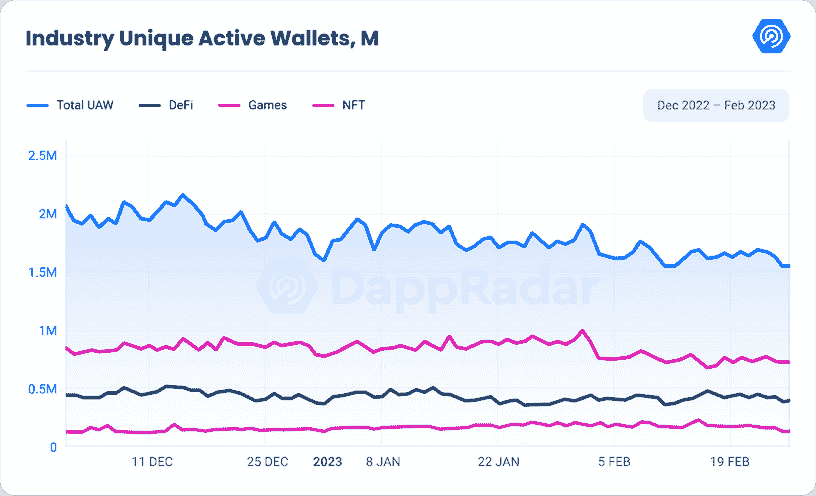 Industry Unique Active Wallets, M
Total UAW DeFi Games NFT Dec 2022 – Feb 2023
2.5M
2M
1.5M
DappRadar
1M
0.5M
0
11 DEC 25 DEC 2023 8 JAN 22 JAN 5 FEB 19 FEB